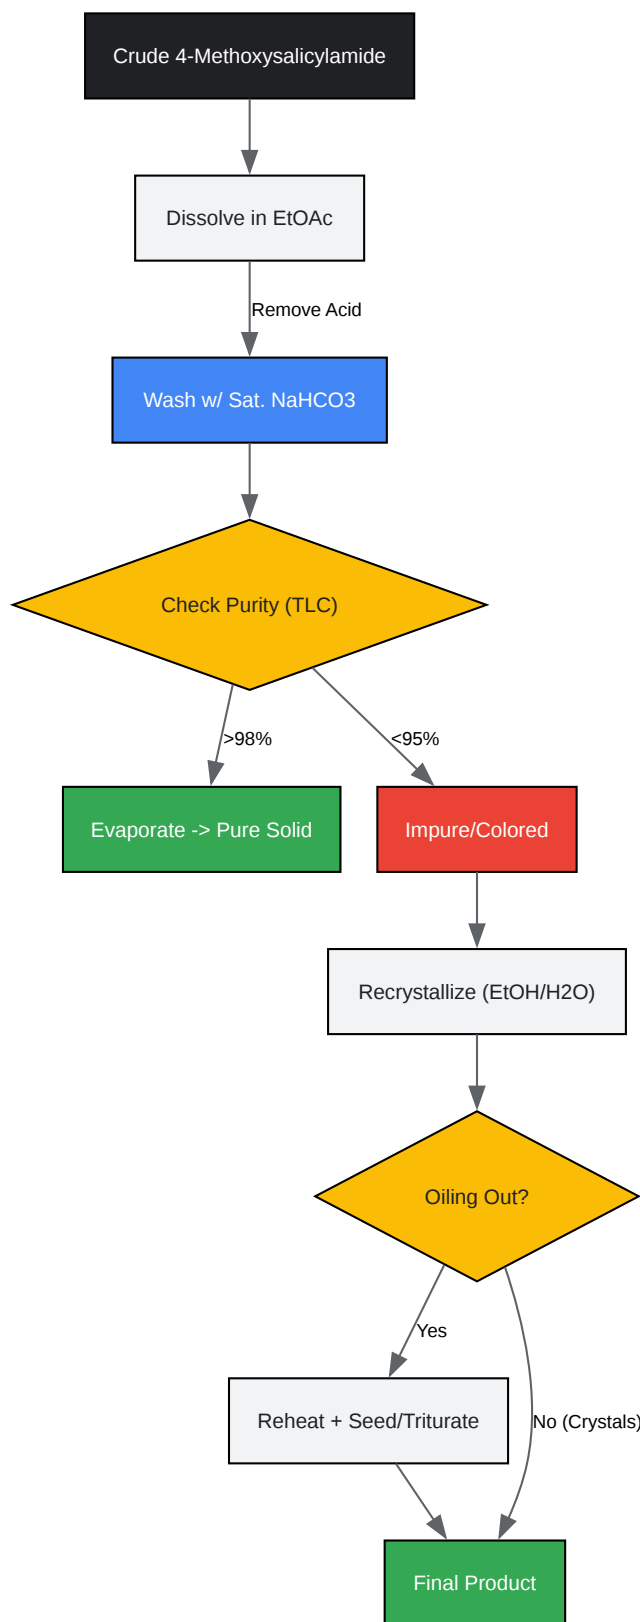 Crude 4-Methoxysalicylamide
Dissolve in EtOAc
Remove Acid
Wash w/ Sat. NaHCO3
Check Purity (TLC)
>98%
<95%
Evaporate -> Pure Solid
Impure/Colored
Recrystallize (EtOH/H2O)
Oiling Out?
Yes
Reheat + Seed/Triturate
No (Crystals)
Final Product